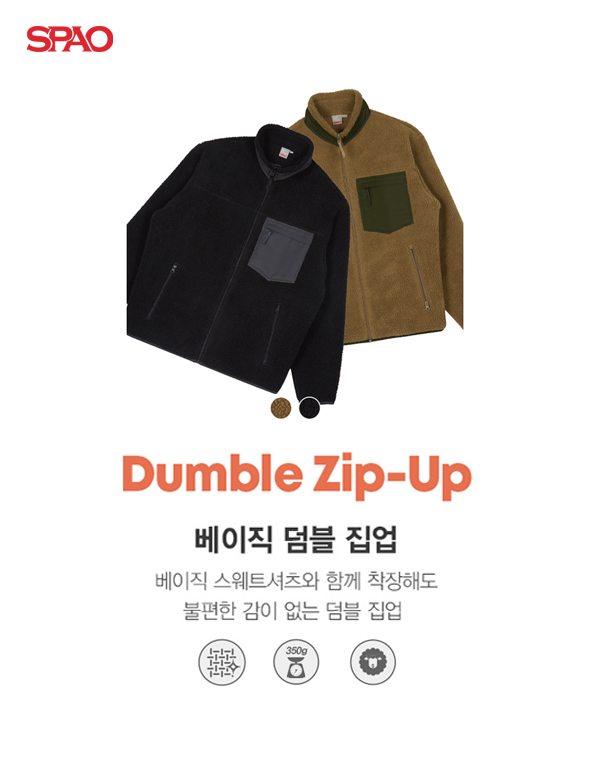 SPAO
Dumble Zip-Up
베이직 덤블 집업
베이직 스웨트셔츠와 함께 착장해도
불편한 감이 없는 덤블 집업
350g